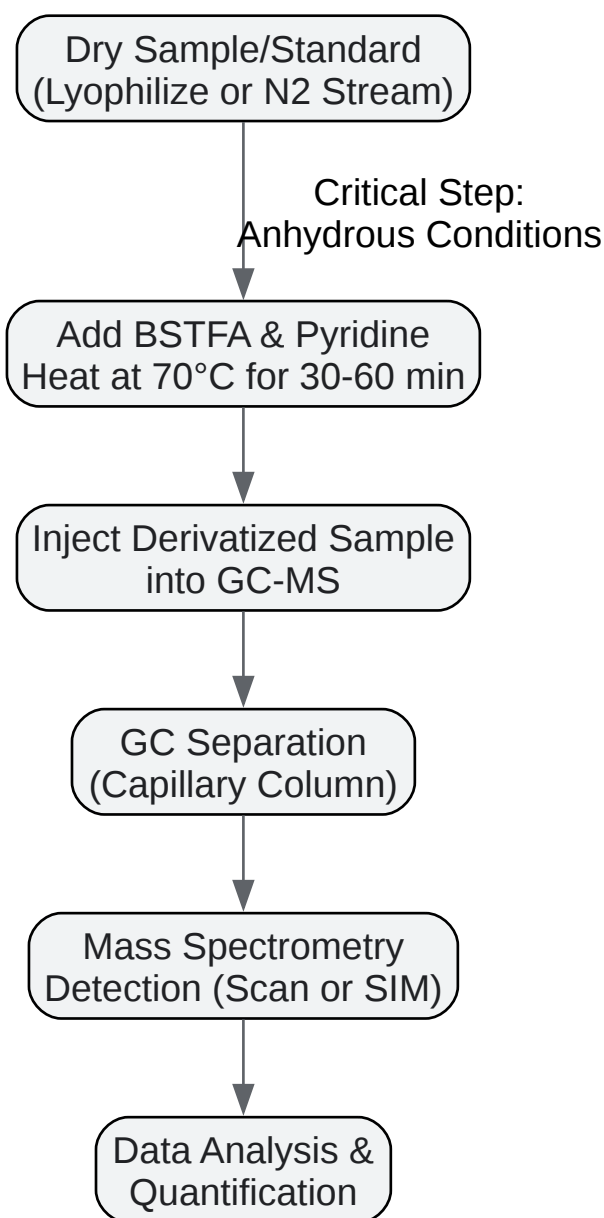 Dry Sample/Standard
(Lyophilize or N2 Stream)
Critical Step:
Anhydrous Conditions
Add BSTFA & Pyridine
Heat at 70°C for 30-60 min
Inject Derivatized Sample
into GC-MS
GC Separation
(Capillary Column)
Mass Spectrometry
Detection (Scan or SIM)
Data Analysis &
Quantification